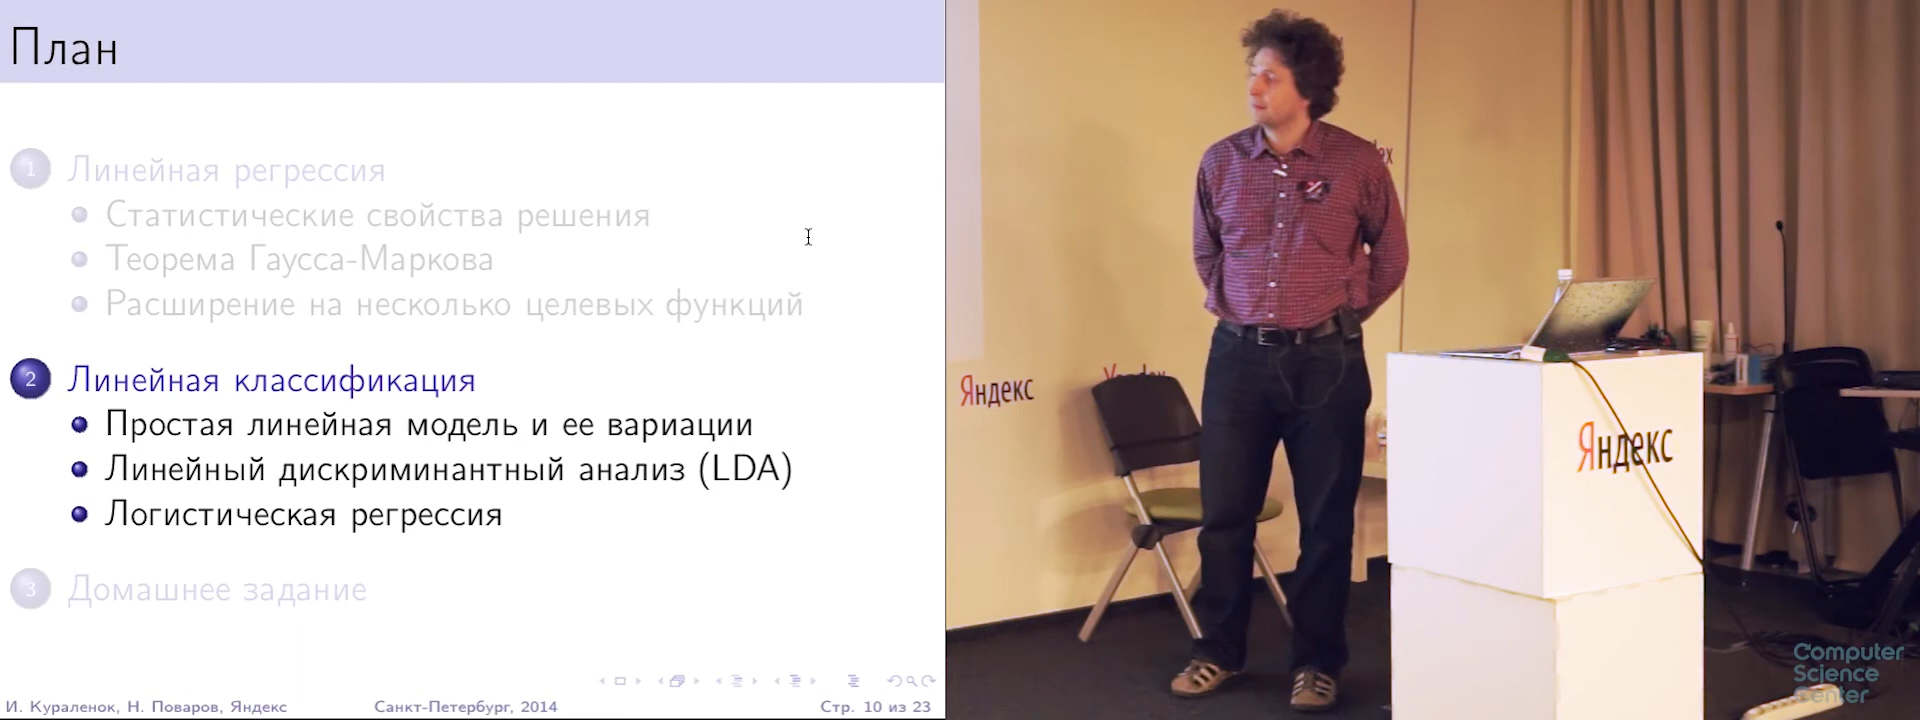 План
1 Линейная регрессия
Статистические свойства решения
Теорема Гаусса-Маркова
Расширение на несколько целевых функций
2 Линейная классификация
Простая линейная модель и ее вариации
Линейный дискриминантный анализ (LDA)
Логистическая регрессия
3 Домашнее задание
И. Кураленок, Н. Поваров, Яндекс
Санкт-Петербург, 2014
Стр. 10 из 23
Яндекс
Yandex
Яндекс
Computer
Science
Center